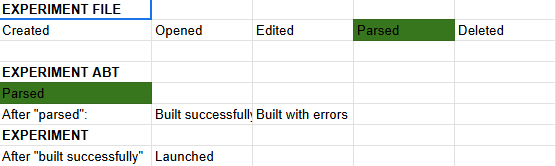 EXPERIMENT FILE
Created Opened Edited Parsed Deleted
EXPERIMENT ABT
Parsed
After "parsed": Built successfully Built with errors
EXPERIMENT
After "built successfully" Launched